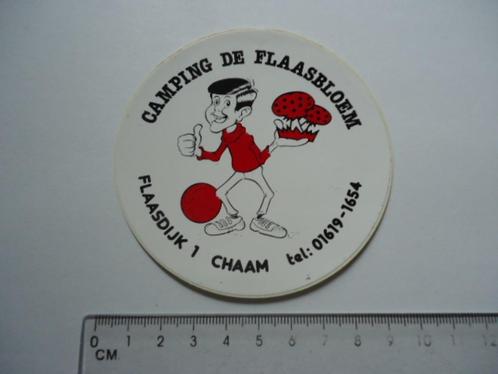 CAMPING DE FLAASBLOEM
FLAASDIJK 1 CHAAM tel: 01619-1654
0 1 2 3 4 5 6 7 8 9 10 11 12
CM